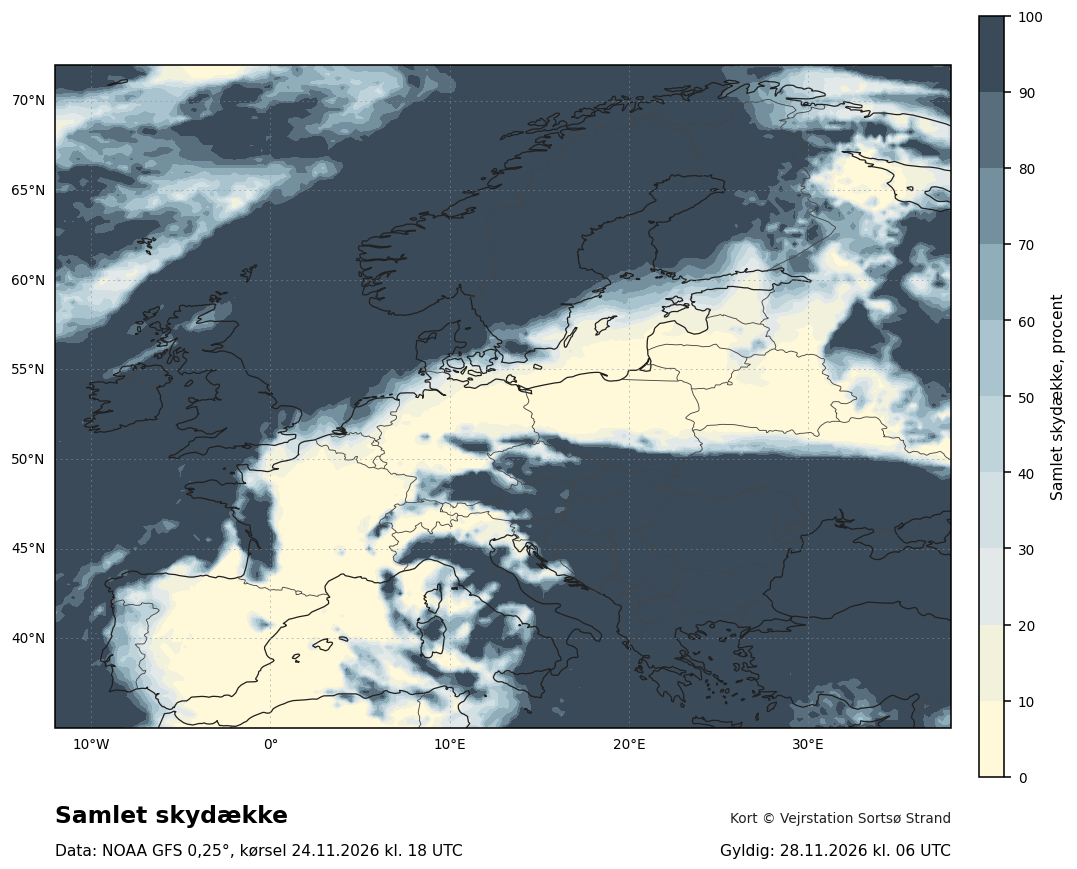 70°N
65°N
60°N
55°N
50°N
45°N
40°N
10°W
0°
10°E
20°E
30°E
100
90
80
70
60
50
40
30
20
10
0
Samlet skydække, procent
Samlet skydække
Kort © Vejrstation Sortsø Strand
Data: NOAA GFS 0,25°, kørsel 24.11.2026 kl. 18 UTC
Gyldig: 28.11.2026 kl. 06 UTC